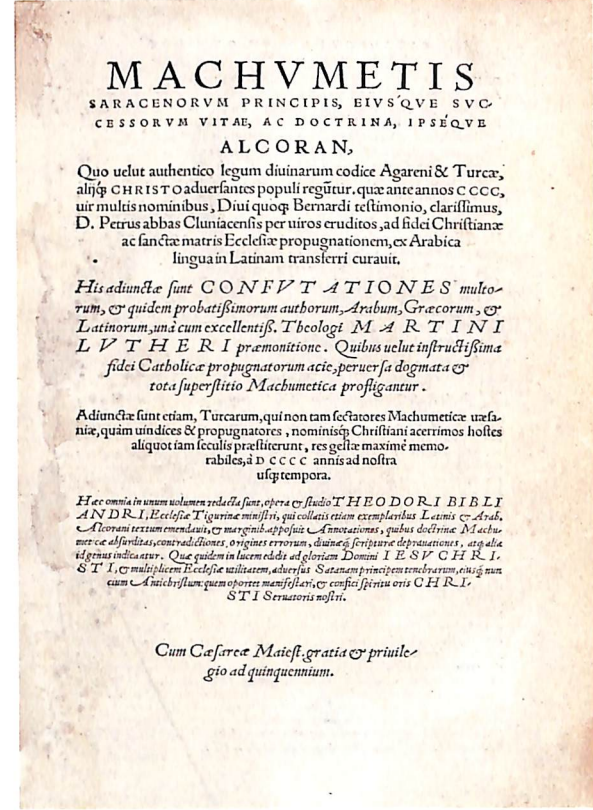 MACHVMETIS
SARACENORVM PRINCIPIS, EIVS'QVE SVC-
CESSORVM VITAE, AC DOCTRINA, IPSE'QVE
ALCORAN,
Quo uelut authentico legum diuinarum codice Agareni & Turcæ,
alijq́; CHRISTO aduersantes populi regūtur. quæ ante annos CCCC,
uir multis nominibus, Diui quoq; Bernardi testimonio, clarissimus,
D. Petrus abbas Cluniacensis per uiros eruditos, ad fidei Christianæ
ac sanctæ matris Ecclesiæ propugnationem, ex Arabica
lingua in Latinam transferri curauit.
His adiunctæ sunt CONFVTATIONES multo-
rum, & quidem probatißimorum authorum, Arabum, Græcorum, &
Latinorum, unà cum excellentiß. Theologi MARTINI
LVTHERI præmonitione. Quibus uelut instructißima
fidei Catholicæ propugnatorum acie, peruersa dogmata &
tota superstitio Machumetica profligantur.
Adiunctæ sunt etiam, Turcarum, qui non tam sectatores Machumeticæ uæsa-
niæ, quàm uindices & propugnatores, nominisq́; Christiani acerrimos hostes
aliquot iam seculis præstiterunt, res gestæ maximè memo-
rabiles, à DCCCC annis ad nostra
usq; tempora.
Hæc omnia in unum uolumen redacta sunt, opera & studio THEODORI BIBLI
ANDRI, Ecclesiæ Tigurinæ ministri, qui collatis etiam exemplaribus Latinis & Arab.
Alcorani textum emendauit, & marginib. apposuit Annotationes, quibus doctrinæ Machu-
meticæ absurditas, contradictiones, origines errorum, diuinæq́; scripturæ deprauationes, atq; alia
id genus indicantur. Quæ quidem in lucem edidit ad gloriam Domini IESV CHRI-
STI, & multiplicem Ecclesiæ utilitatem, aduersus Satanam principem tenebrarum, eiusq́; nun
cium Antichristum: quem oportet manifestari, & confici spiritu oris CHRI-
STI Seruatoris nostri.
Cum Cæsareæ Maiest. gratia & priuile-
gio ad quinquennium.